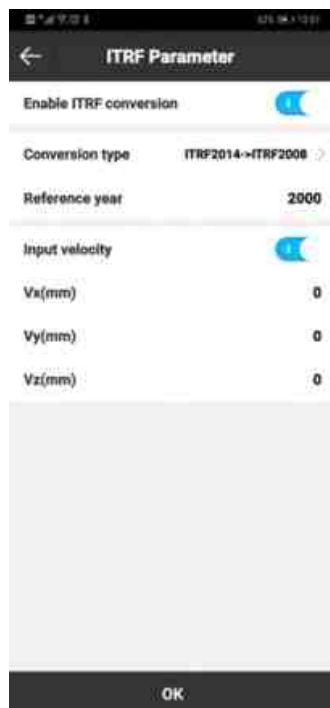 ITRF Parameter
Enable ITRF conversion
Conversion type ITRF2014->ITRF2008 >
Reference year 2000
Input velocity
Vx(mm) 0
Vy(mm) 0
Vz(mm) 0
OK